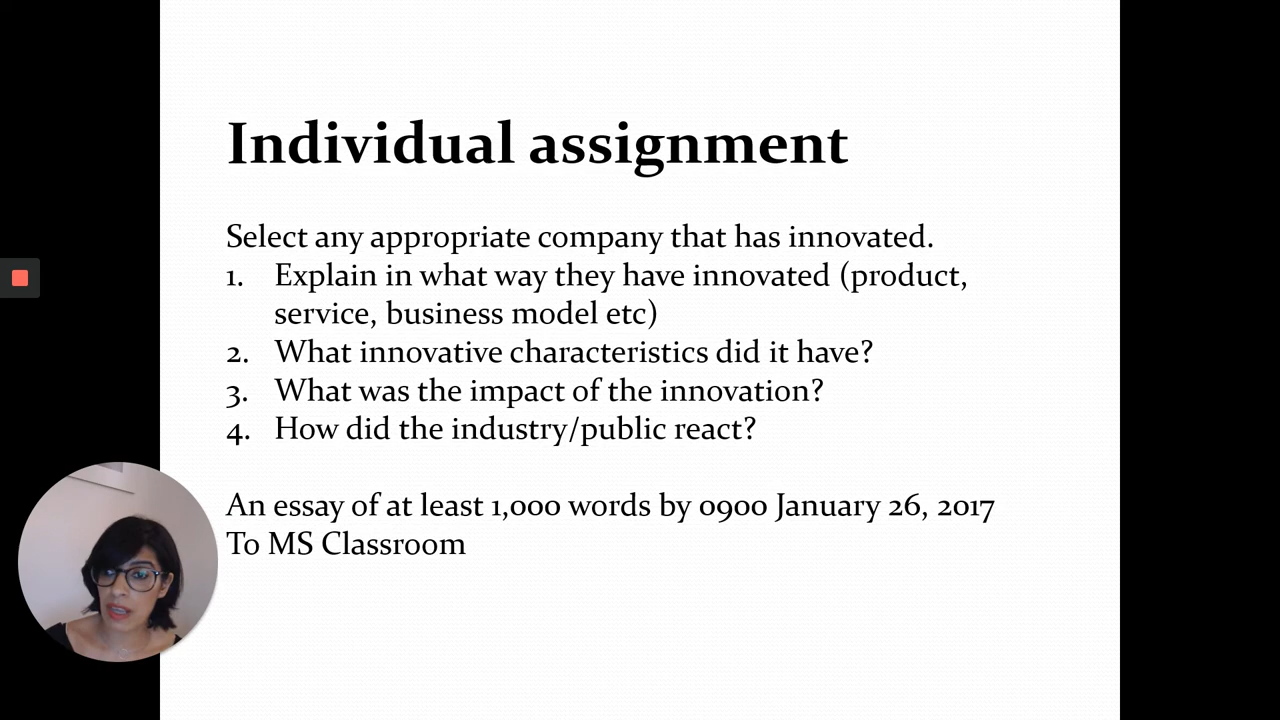 Individual assignment
Select any appropriate company that has innovated.
1. Explain in what way they have innovated (product,
service, business model etc)
2. What innovative characteristics did it have?
3. What was the impact of the innovation?
4. How did the industry/public react?
An essay of at least 1,000 words by 0900 January 26, 2017
To MS Classroom